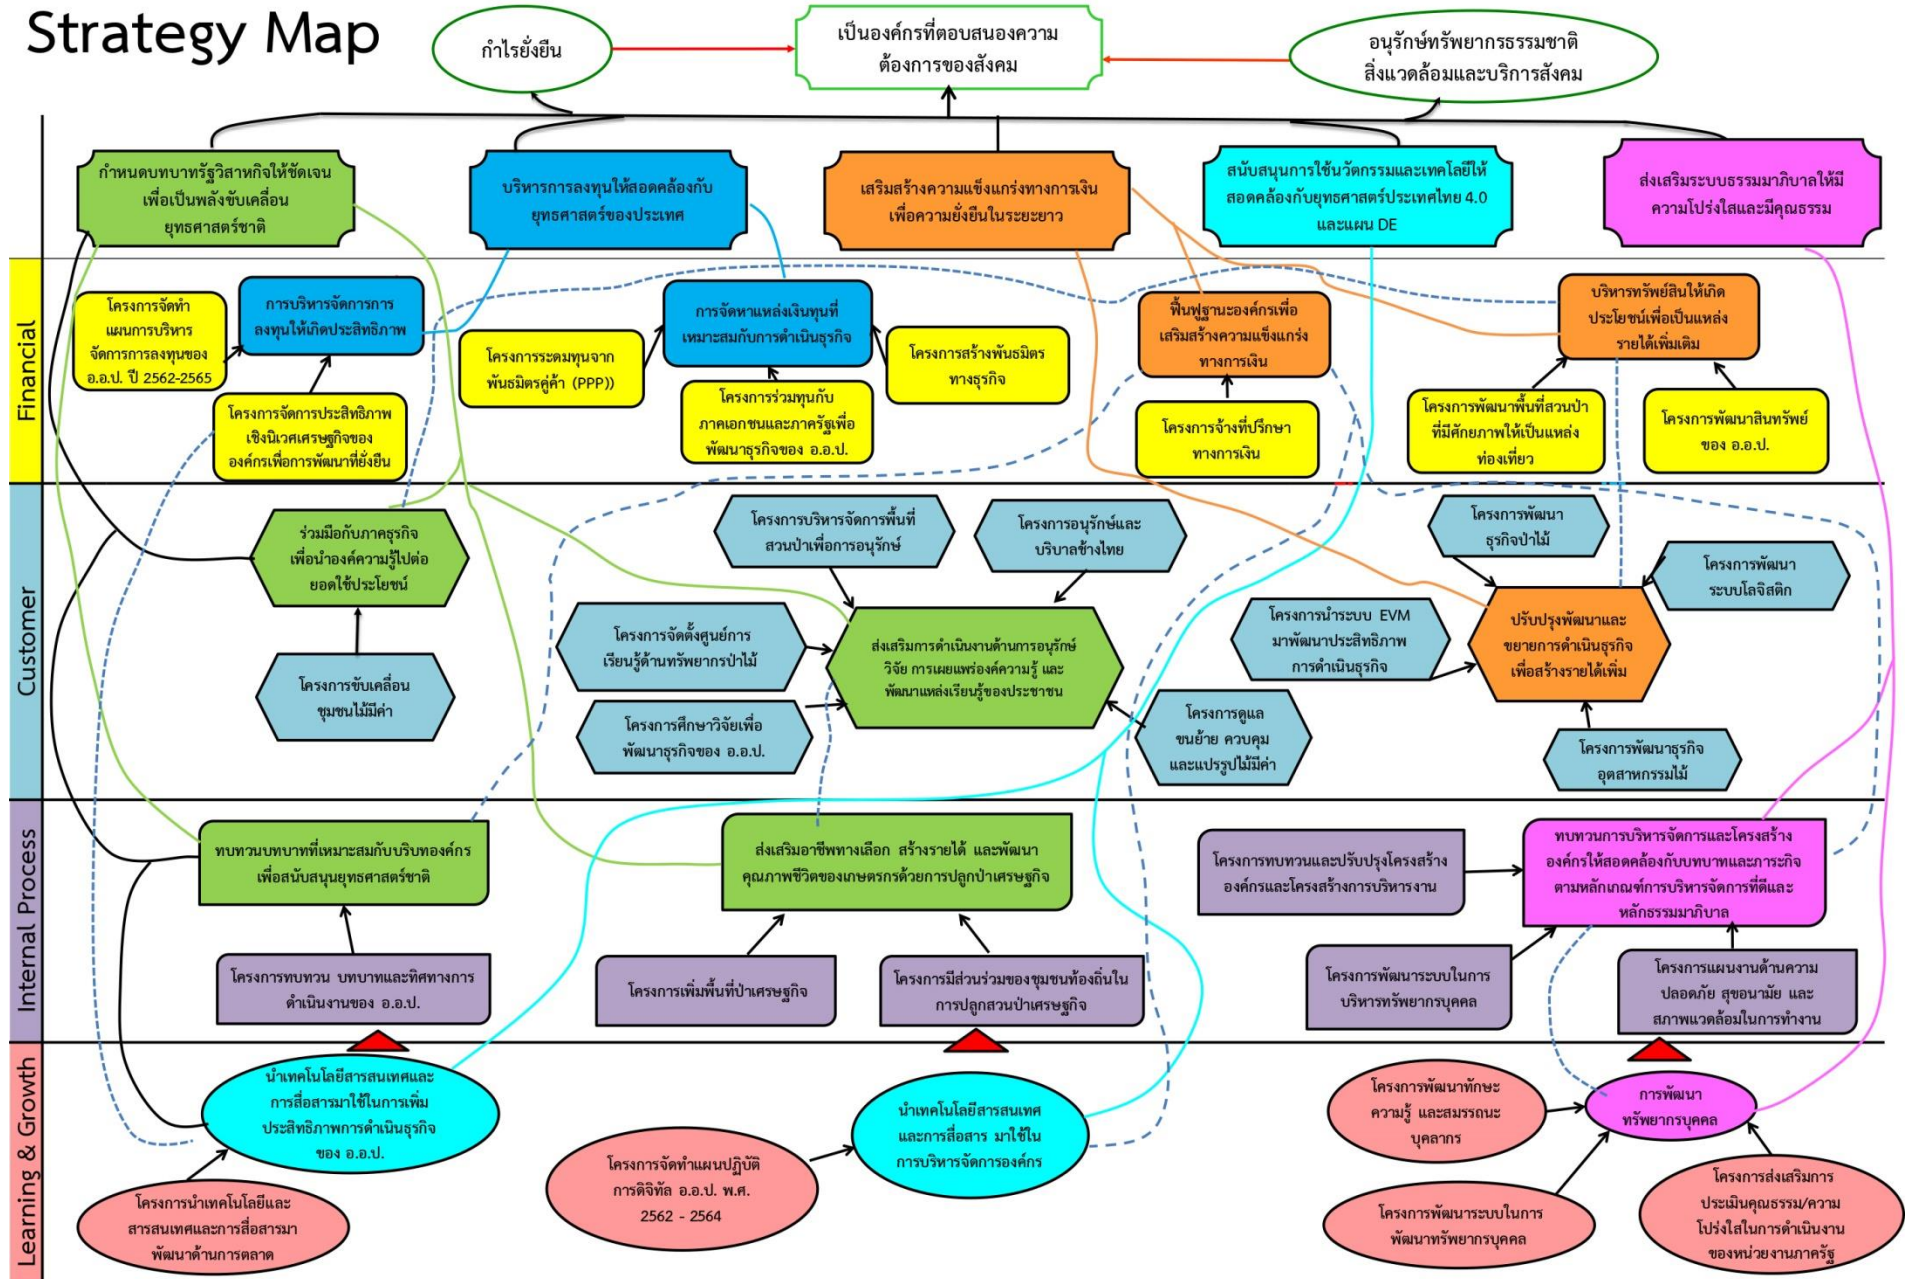 Strategy Map
กำไรยั่งยืน
เป็นองค์กรที่ตอบสนองความ
ต้องการของสังคม
อนุรักษ์ทรัพยากรธรรมชาติ
สิ่งแวดล้อมและบริการสังคม
กำหนดบทบาทรัฐวิสาหกิจให้ชัดเจน
เพื่อเป็นพลังขับเคลื่อน
ยุทธศาสตร์ชาติ
บริหารการลงทุนให้สอดคล้องกับ
ยุทธศาสตร์ของประเทศ
เสริมสร้างความแข็งแกร่งทางการเงิน
เพื่อความยั่งยืนในระยะยาว
สนับสนุนการใช้นวัตกรรมและเทคโลยีให้
สอดคล้องกับยุทธศาสตร์ประเทศไทย 4.0
และแผน DE
ส่งเสริมระบบธรรมมาภิบาลให้มี
ความโปร่งใสและมีคุณธรรม
Financial
โครงการจัดทำ
แผนการบริหาร
จัดการการลงทุนของ
อ.อ.ป. ปี 2562-2565
การบริหารจัดการการ
ลงทุนให้เกิดประสิทธิภาพ
โครงการจัดการประสิทธิภาพ
เชิงนิเวศเศรษฐกิจของ
องค์กรเพื่อการพัฒนาที่ยั่งยืน
โครงการระดมทุนจาก
พันธมิตรคู่ค้า (PPP))
การจัดหาแหล่งเงินทุนที่
เหมาะสมกับการดำเนินธุรกิจ
โครงการร่วมทุนกับ
ภาคเอกชนและภาครัฐเพื่อ
พัฒนาธุรกิจของ อ.อ.ป.
โครงการสร้างพันธมิตร
ทางธุรกิจ
ฟื้นฟูฐานะองค์กรเพื่อ
เสริมสร้างความแข็งแกร่ง
ทางการเงิน
โครงการจ้างที่ปรึกษา
ทางการเงิน
บริหารทรัพย์สินให้เกิด
ประโยชน์เพื่อเป็นแหล่ง
รายได้เพิ่มเติม
โครงการพัฒนาพื้นที่สวนป่า
ที่มีศักยภาพให้เป็นแหล่ง
ท่องเที่ยว
โครงการพัฒนาสินทรัพย์
ของ อ.อ.ป.
Customer
ร่วมมือกับภาคธุรกิจ
เพื่อนำองค์ความรู้ไปต่อ
ยอดใช้ประโยชน์
โครงการขับเคลื่อน
ชุมชนไม้มีค่า
โครงการบริหารจัดการพื้นที่
สวนป่าเพื่อการอนุรักษ์
โครงการอนุรักษ์และ
บริบาลช้างไทย
โครงการจัดตั้งศูนย์การ
เรียนรู้ด้านทรัพยากรป่าไม้
ส่งเสริมการดำเนินงานด้านการอนุรักษ์
วิจัย การเผยแพร่องค์ความรู้ และ
พัฒนาแหล่งเรียนรู้ของประชาชน
โครงการศึกษาวิจัยเพื่อ
พัฒนาธุรกิจของ อ.อ.ป.
โครงการดูแล
ขนย้าย ควบคุม
และแปรรูปไม้มีค่า
โครงการพัฒนา
ธุรกิจป่าไม้
โครงการพัฒนา
ระบบโลจิสติก
โครงการนำระบบ EVM
มาพัฒนาประสิทธิภาพ
การดำเนินธุรกิจ
ปรับปรุงพัฒนาและ
ขยายการดำเนินธุรกิจ
เพื่อสร้างรายได้เพิ่ม
โครงการพัฒนาธุรกิจ
อุตสาหกรรมไม้
Internal Process
ทบทวนบทบาทที่เหมาะสมกับบริบทองค์กร
เพื่อสนับสนุนยุทธศาสตร์ชาติ
โครงการทบทวน บทบาทและทิศทางการ
ดำเนินงานของ อ.อ.ป.
ส่งเสริมอาชีพทางเลือก สร้างรายได้ และพัฒนา
คุณภาพชีวิตของเกษตรกรด้วยการปลูกป่าเศรษฐกิจ
โครงการเพิ่มพื้นที่ป่าเศรษฐกิจ
โครงการมีส่วนร่วมของชุมชนท้องถิ่นใน
การปลูกสวนป่าเศรษฐกิจ
โครงการทบทวนและปรับปรุงโครงสร้าง
องค์กรและโครงสร้างการบริหารงาน
ทบทวนการบริหารจัดการและโครงสร้าง
องค์กรให้สอดคล้องกับบทบาทและภาระกิจ
ตามหลักเกณฑ์การบริหารจัดการที่ดีและ
หลักธรรมมาภิบาล
โครงการพัฒนาระบบในการ
บริหารทรัพยากรบุคคล
โครงการแผนงานด้านความ
ปลอดภัย สุขอนามัย และ
สภาพแวดล้อมในการทำงาน
Learning & Growth
นำเทคโนโลยีสารสนเทศและ
การสื่อสารมาใช้ในการเพิ่ม
ประสิทธิภาพการดำเนินธุรกิจ
ของ อ.อ.ป.
โครงการนำเทคโนโลยีและ
สารสนเทศและการสื่อสารมา
พัฒนาด้านการตลาด
โครงการจัดทำแผนปฏิบัติ
การดิจิทัล อ.อ.ป. พ.ศ.
2562 - 2564
นำเทคโนโลยีสารสนเทศ
และการสื่อสาร มาใช้ใน
การบริหารจัดการองค์กร
โครงการพัฒนาทักษะ
ความรู้ และสมรรถนะ
บุคลากร
การพัฒนา
ทรัพยากรบุคคล
โครงการพัฒนาระบบในการ
พัฒนาทรัพยากรบุคคล
โครงการส่งเสริมการ
ประเมินคุณธรรม/ความ
โปร่งใสในการดำเนินงาน
ของหน่วยงานภาครัฐ